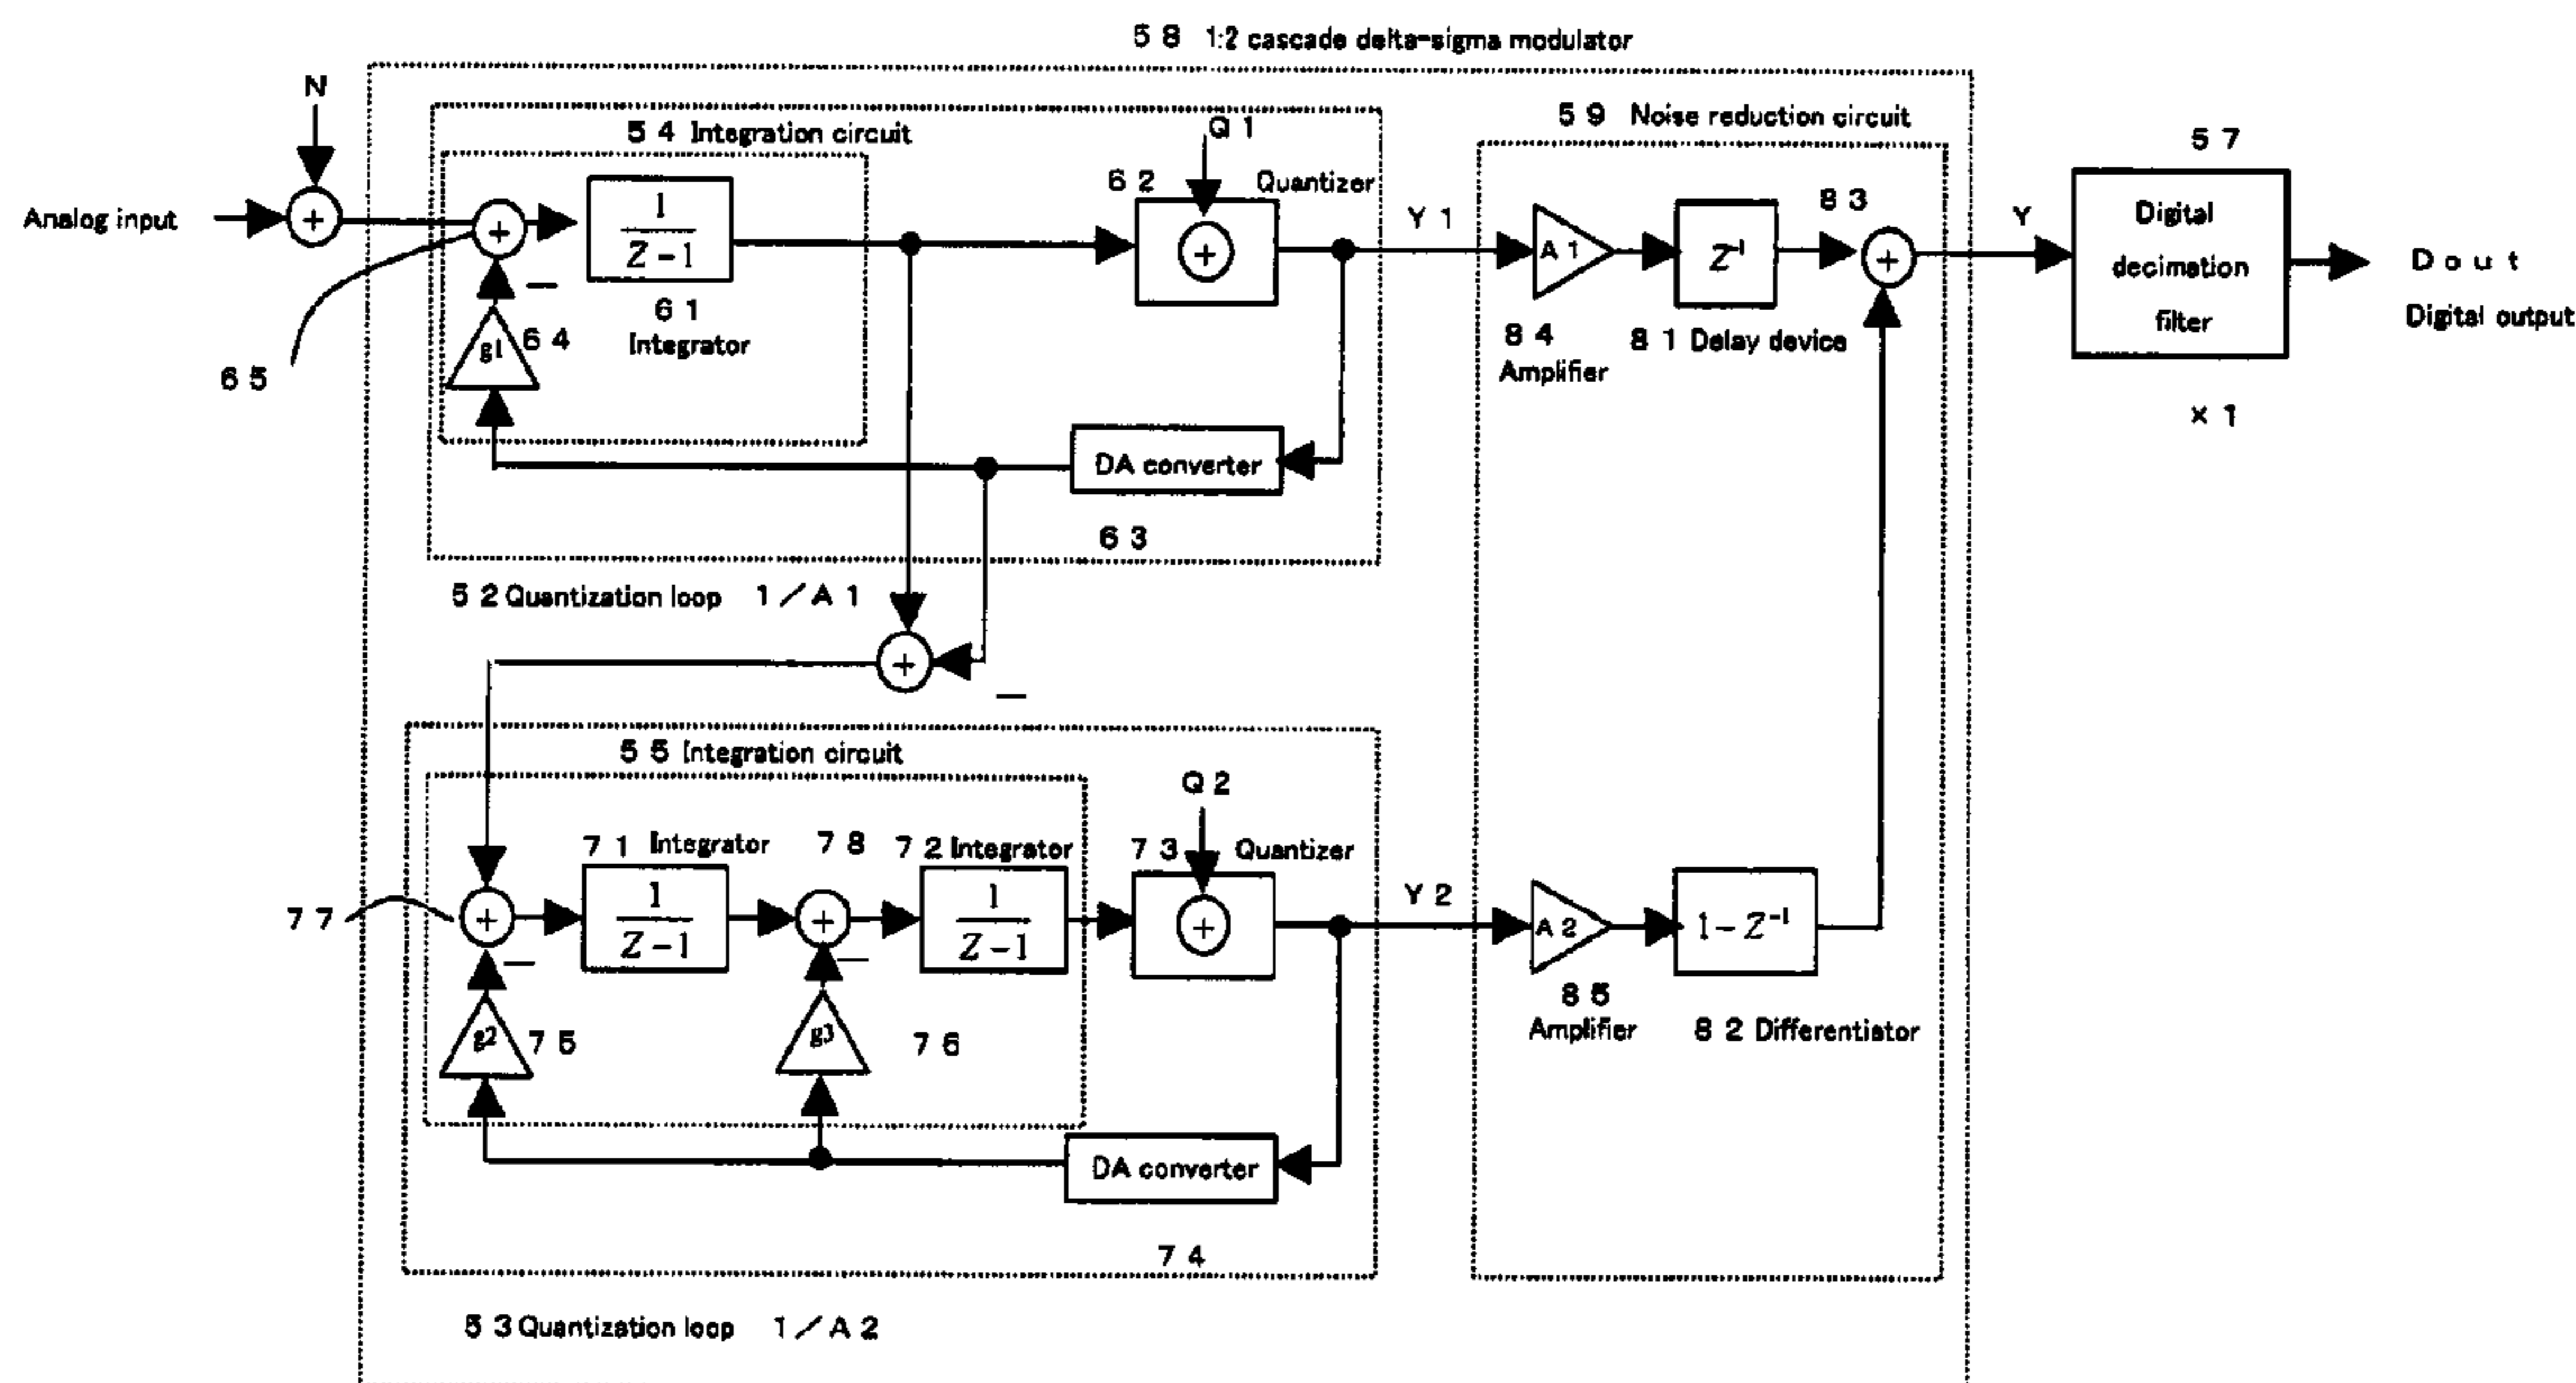 5 8 1:2 cascade delta-sigma modulator
N
Analog input
+
5 4 Integration circuit
+
−
1
Z − 1
6 1
Integrator
g1
6 4
6 5
Q 1
6 2
Quantizer
+
DA converter
6 3
Y 1
5 2 Quantization loop 1／A 1
+
−
5 9 Noise reduction circuit
A 1
8 4
Amplifier
Z⁻¹
8 1 Delay device
8 3
+
Y
5 7
Digital
decimation
filter
× 1
D o u t
Digital output
5 5 Integration circuit
7 7
+
−
7 1 Integrator
1
Z − 1
7 8
+
−
7 2 Integrator
1
Z − 1
g2
7 5
g3
7 6
Q 2
7 3
Quantizer
+
DA converter
7 4
Y 2
A 2
8 5
Amplifier
1 − Z⁻¹
8 2 Differentiator
5 3 Quantization loop 1／A 2